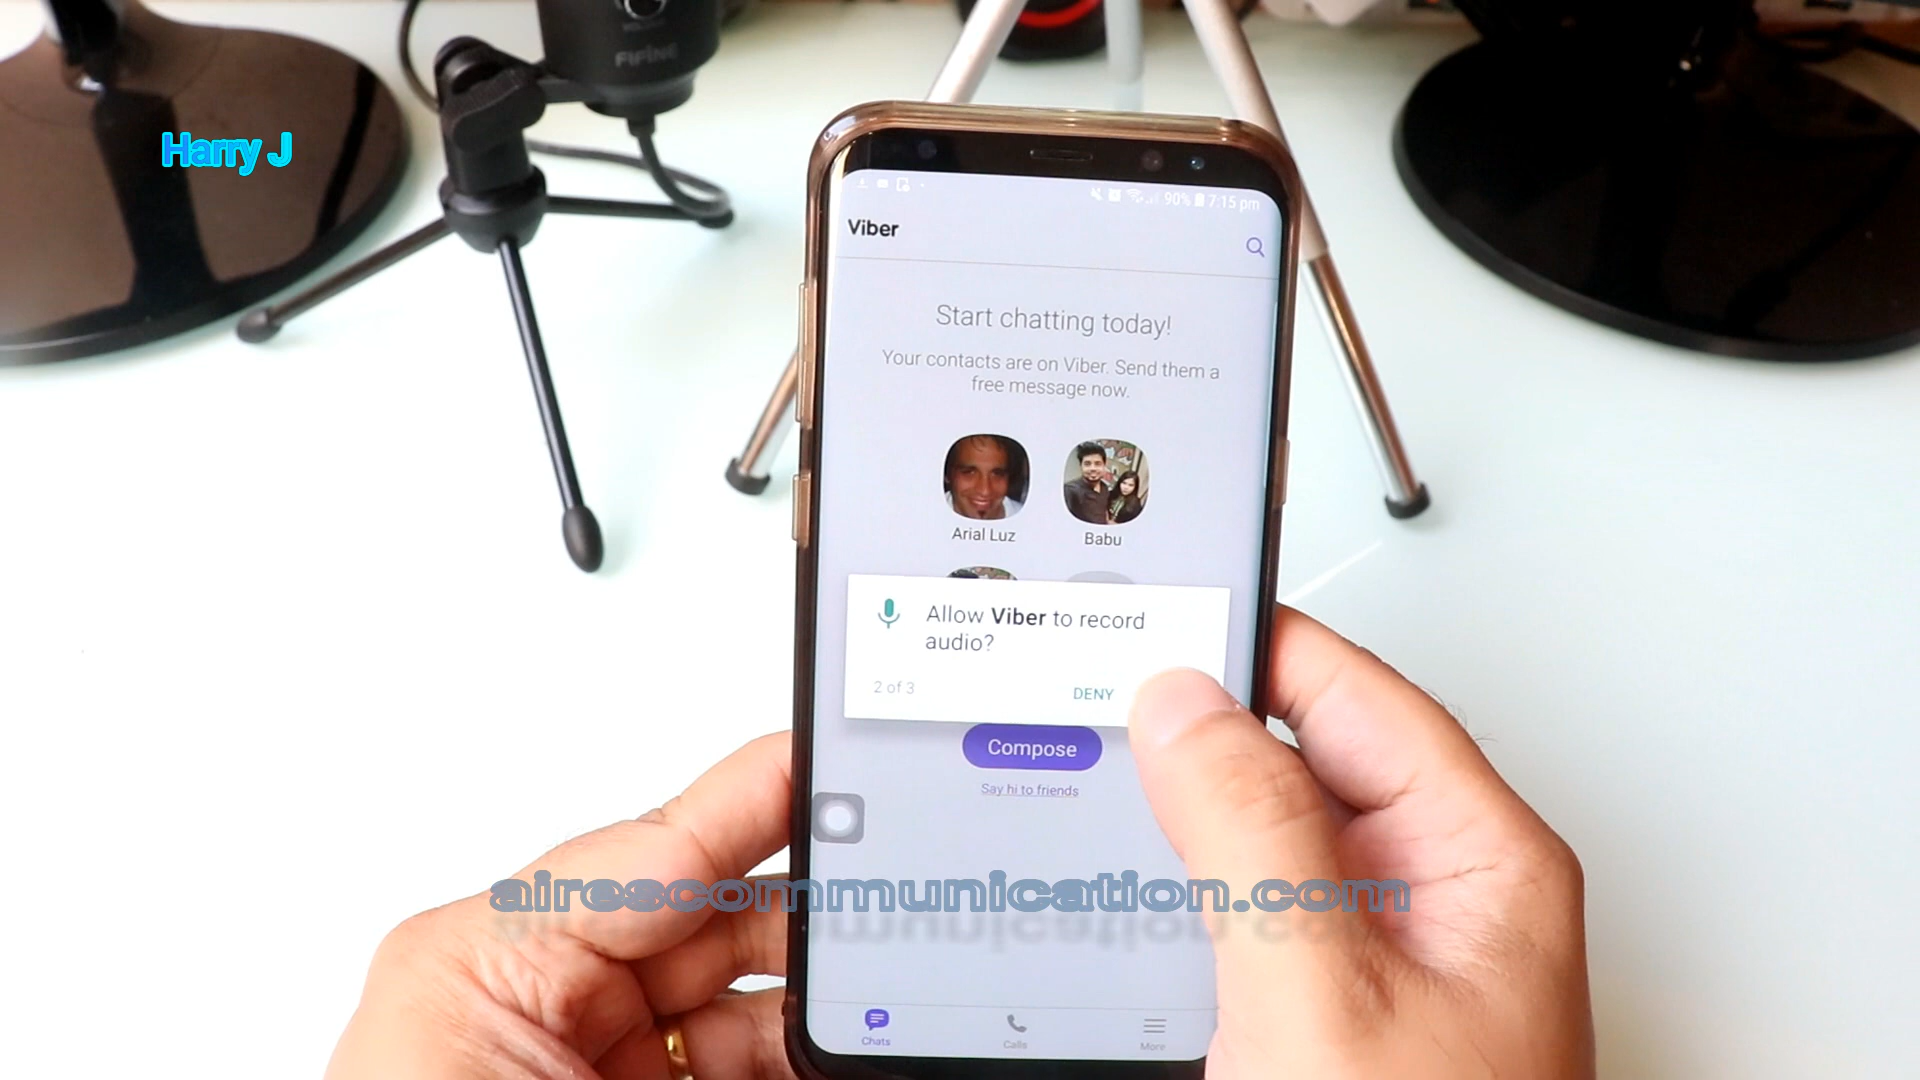 FIFINE
Harry J
90% 7:15 pm
Viber
Start chatting today!
Your contacts are on Viber. Send them a
free message now.
Arial Luz
Babu
Allow Viber to record
audio?
2 of 3
DENY
Compose
Say hi to friends
airescommunication.com
Chats
Calls
More